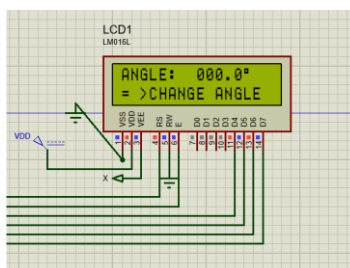 LCD1
LM016L
ANGLE: 000.0°
= >CHANGE ANGLE
VSS VDD VEE RS RW E D0 D1 D2 D3 D4 D5 D6 D7
1 2 3 4 5 6 7 8 9 10 11 12 13 14
VDD
X